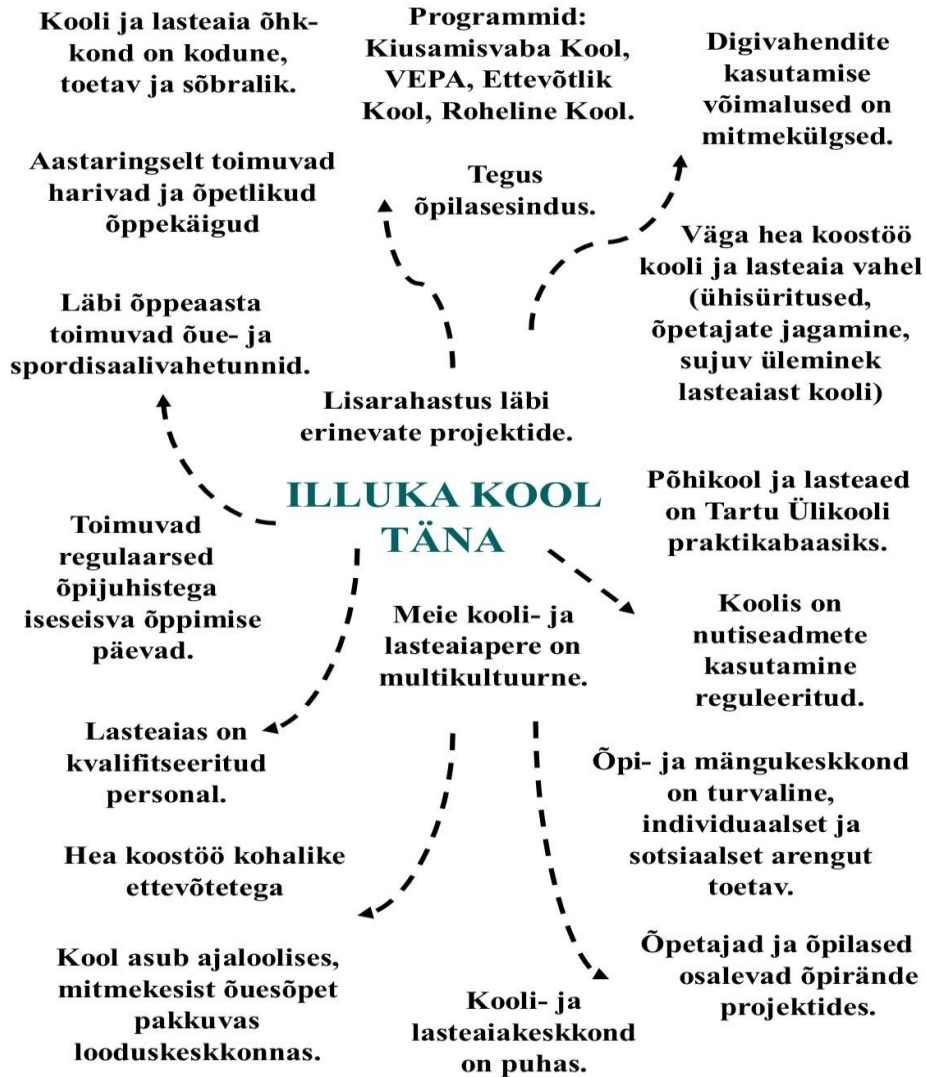 Kooli ja lasteaia õhk-
kond on kodune,
toetav ja sõbralik.
Programmid:
Kiusamisvaba Kool,
VEPA, Ettevõtlik
Kool, Roheline Kool.
Digivahendite
kasutamise
võimalused on
mitmekülgsed.
Aastaringselt toimuvad
harivad ja õpetlikud
õppekäigud
Tegus
õpilasesindus.
Väga hea koostöö
kooli ja lasteaia vahel
(ühisüritused,
õpetajate jagamine,
sujuv üleminek
lasteaiast kooli)
Läbi õppeaasta
toimuvad õue- ja
spordisaalivahetunnid.
Lisarahastus läbi
erinevate projektide.
ILLUKA KOOL
TÄNA
Põhikool ja lasteaed
on Tartu Ülikooli
praktikabaasiks.
Toimuvad
regulaarsed
õpijuhistega
iseseisva õppimise
päevad.
Meie kooli- ja
lasteaiapere on
multikultuurne.
Koolis on
nutiseadmete
kasutamine
reguleeritud.
Lasteaias on
kvalifitseeritud
personal.
Õpi- ja mängukeskkond
on turvaline,
individuaalset ja
sotsiaalset arengut
toetav.
Hea koostöö kohalike
ettevõtetega
Kool asub ajaloolises,
mitmekesist õuesõpet
pakkuvas
looduskeskkonnas.
Kooli- ja
lasteaiakeskkond
on puhas.
Õpetajad ja õpilased
osalevad õpirände
projektides.